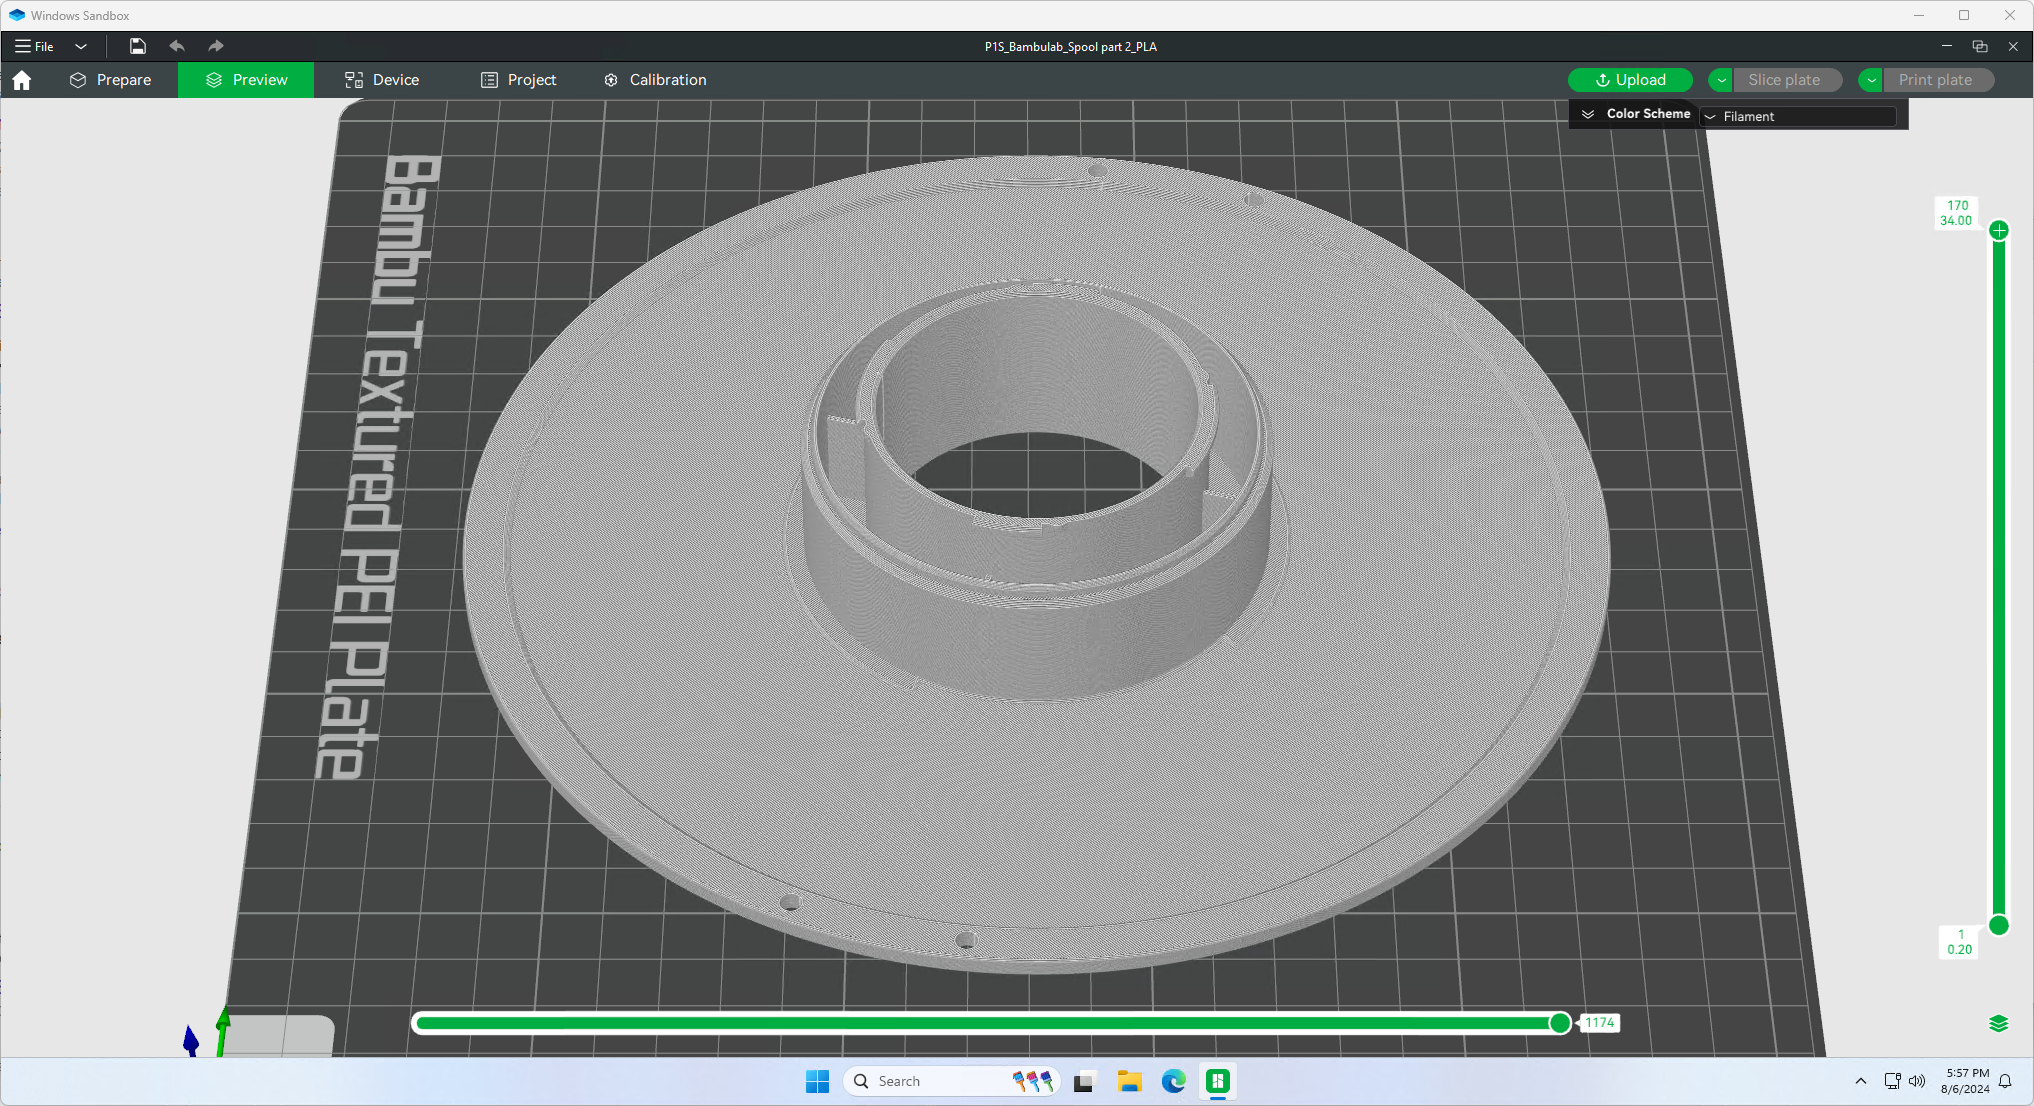 Windows Sandbox
File
P1S_Bambulab_Spool part 2_PLA
Prepare
Preview
Device
Project
Calibration
Upload
Slice plate
Print plate
Color Scheme
Filament
Bambu Textured PEI Plate
170
34.00
1
0.20
1174
Search
5:57 PM
8/6/2024